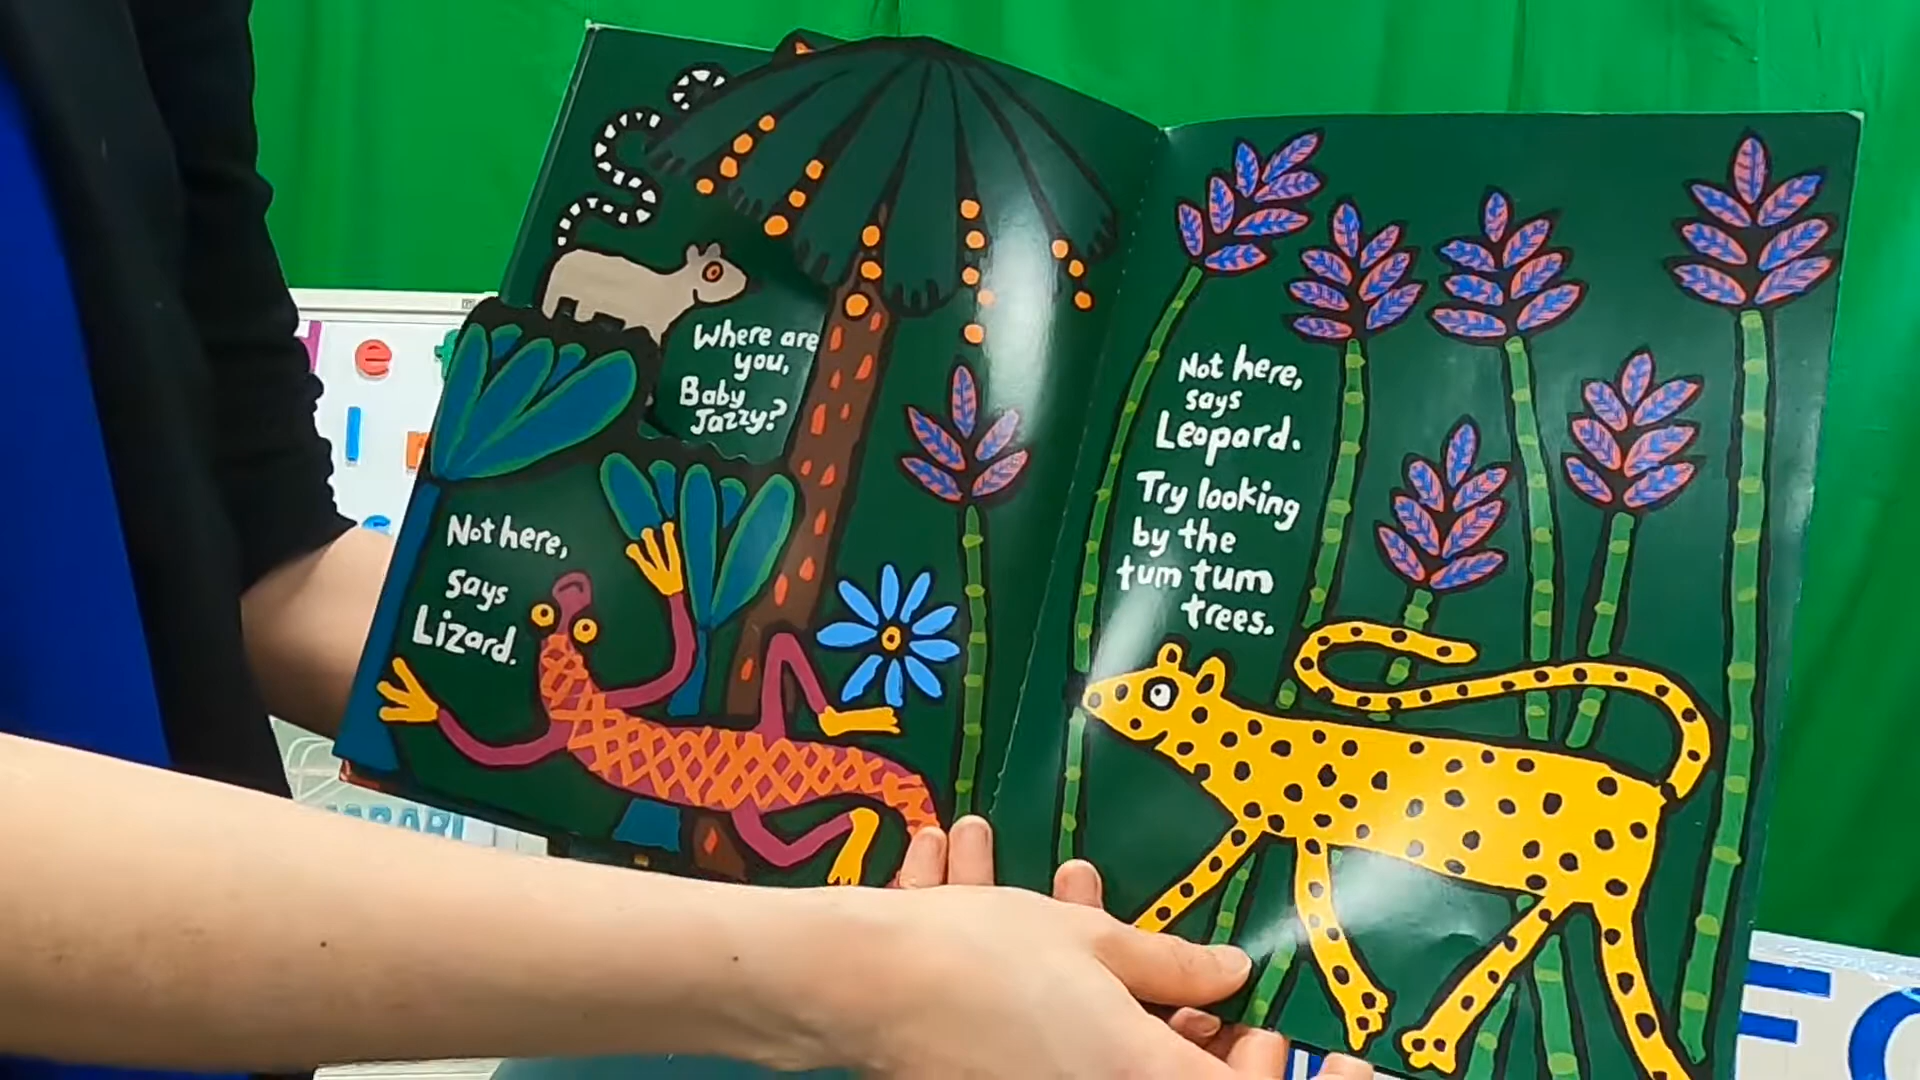 Where are
you,
Baby
Jazzy?
Not here,
says
Lizard.
Not here,
says
Leopard.
Try looking
by the
tum tum
trees.
e
F